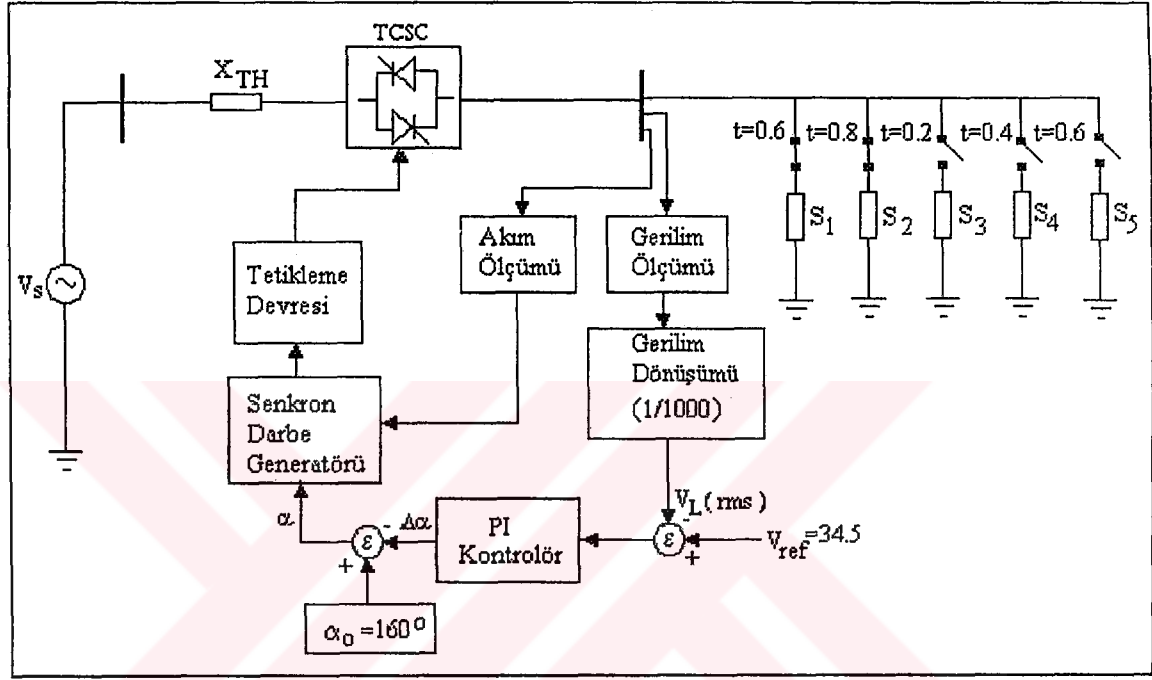 TCSC
X_TH
t=0.6 t=0.8 t=0.2 t=0.4 t=0.6
S_1 S_2 S_3 S_4 S_5
V_s
Akım
Ölçümü
Gerilim
Ölçümü
Tetikleme
Devresi
Gerilim
Dönüşümü
(1/1000)
Senkron
Darbe
Generatörü
V_L(rms)
α
-
Δα
PI
Kontrolör
-
ε
+
ε
+
V_ref=34.5
α_o=160°